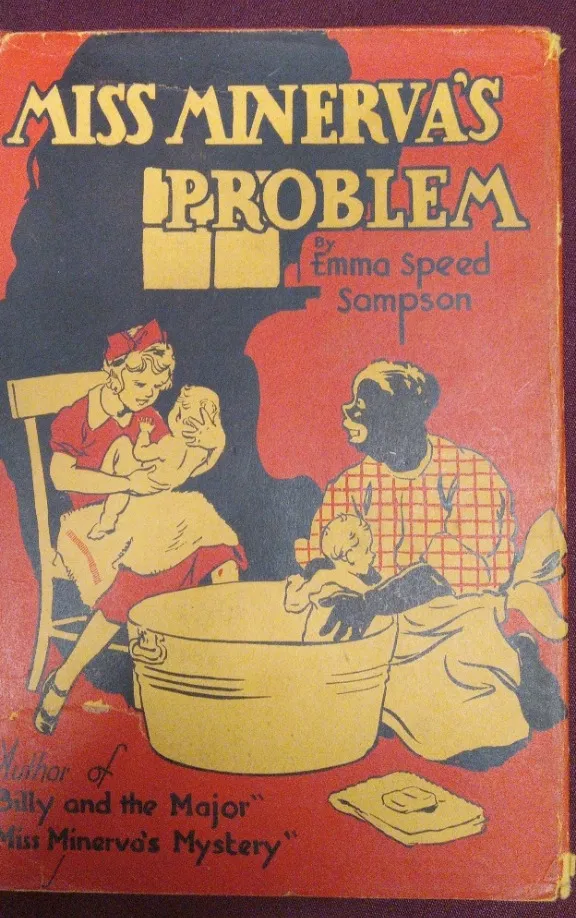 MISS MINERVA'S
PROBLEM
By
Emma Speed
Sampson
Author of
"Billy and the Major"
"Miss Minerva's Mystery"